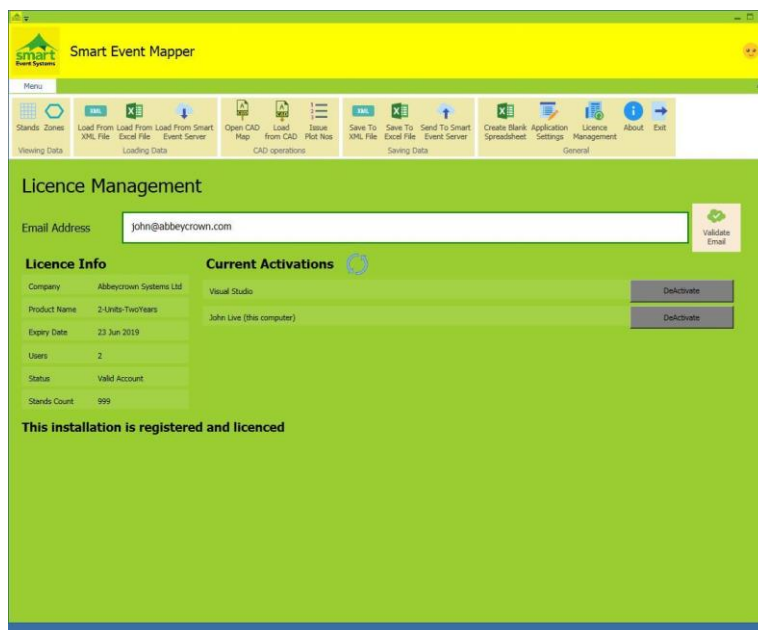 smart
Event Systems
Smart Event Mapper
Menu
Stands Zones
Viewing Data
Load From XML File
Load From Excel File
Load From Smart Event Server
Loading Data
Open CAD Map
Load from CAD
Issue Plot Nos
CAD operations
Save To XML File
Save To Excel File
Send To Smart Event Server
Saving Data
Create Blank Spreadsheet
Application Settings
Licence Management
About
Exit
General
Licence Management
Email Address
john@abbeycrown.com
Validate Email
Licence Info
Company Abbeycrown Systems Ltd
Product Name 2-Units-TwoYears
Expiry Date 23 Jun 2019
Users 2
Status Valid Account
Stands Count 999
Current Activations
Visual Studio DeActivate
John Live (this computer) DeActivate
This installation is registered and licenced